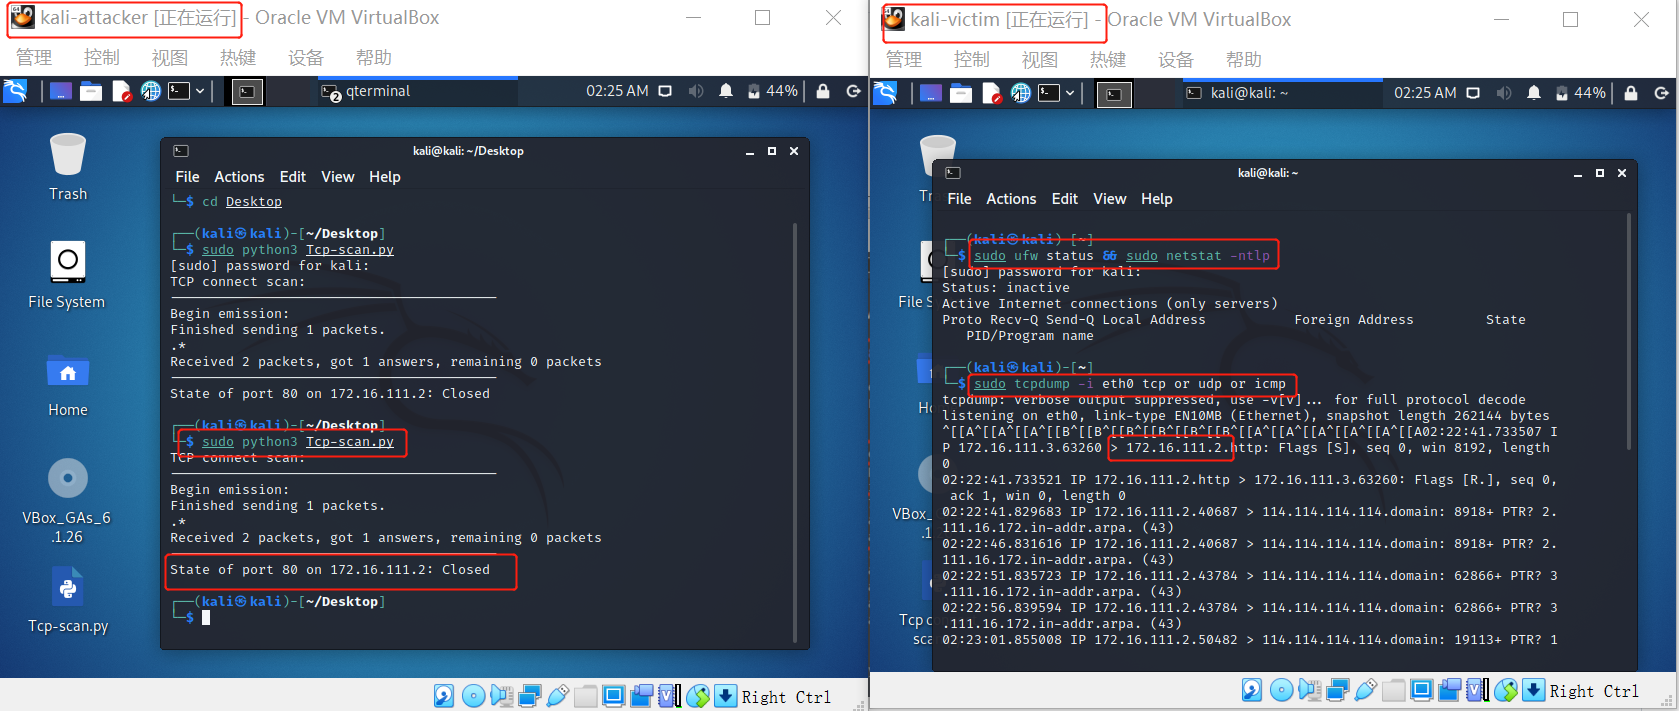 kali-attacker [正在运行] - Oracle VM VirtualBox
管理 控制 视图 热键 设备 帮助
qterminal 02:25 AM 44%
Trash
File System
Home
VBox_GAs_6
.1.26
Tcp-scan.py
kali@kali: ~/Desktop
File Actions Edit View Help
└─$ cd Desktop
┌──(kali㉿kali)-[~/Desktop]
└─$ sudo python3 Tcp-scan.py
[sudo] password for kali:
TCP connect scan:
Begin emission:
Finished sending 1 packets.
.*
Received 2 packets, got 1 answers, remaining 0 packets
State of port 80 on 172.16.111.2: Closed
┌──(kali㉿kali)-[~/Desktop]
└─$ sudo python3 Tcp-scan.py
TCP connect scan:
Begin emission:
Finished sending 1 packets.
.*
Received 2 packets, got 1 answers, remaining 0 packets
State of port 80 on 172.16.111.2: Closed
┌──(kali㉿kali)-[~/Desktop]
└─$
Right Ctrl
kali-victim [正在运行] - Oracle VM VirtualBox
管理 控制 视图 热键 设备 帮助
kali@kali: ~ 02:25 AM 44%
File S
VBox_
.1
Tcp c
sca
kali@kali: ~
File Actions Edit View Help
┌──(kali㉿kali)-[~]
└─$ sudo ufw status && sudo netstat -ntlp
[sudo] password for kali:
Status: inactive
Active Internet connections (only servers)
Proto Recv-Q Send-Q Local Address Foreign Address State
PID/Program name
┌──(kali㉿kali)-[~]
└─$ sudo tcpdump -i eth0 tcp or udp or icmp
tcpdump: verbose output suppressed, use -v[v]... for full protocol decode
listening on eth0, link-type EN10MB (Ethernet), snapshot length 262144 bytes
^[[A^[[A^[[A^[[B^[[B^[[B^[[B^[[B^[[B^[[A^[[A^[[A^[[A^[[A^[[A02:22:41.733507 I
P 172.16.111.3.63260 > 172.16.111.2.http: Flags [S], seq 0, win 8192, length
0
02:22:41.733521 IP 172.16.111.2.http > 172.16.111.3.63260: Flags [R.], seq 0,
ack 1, win 0, length 0
02:22:41.829683 IP 172.16.111.2.40687 > 114.114.114.114.domain: 8918+ PTR? 2.
111.16.172.in-addr.arpa. (43)
02:22:46.831616 IP 172.16.111.2.40687 > 114.114.114.114.domain: 8918+ PTR? 2.
111.16.172.in-addr.arpa. (43)
02:22:51.835723 IP 172.16.111.2.43784 > 114.114.114.114.domain: 62866+ PTR? 3
.111.16.172.in-addr.arpa. (43)
02:22:56.839594 IP 172.16.111.2.43784 > 114.114.114.114.domain: 62866+ PTR? 3
.111.16.172.in-addr.arpa. (43)
02:23:01.855008 IP 172.16.111.2.50482 > 114.114.114.114.domain: 19113+ PTR? 1
Right Ctrl